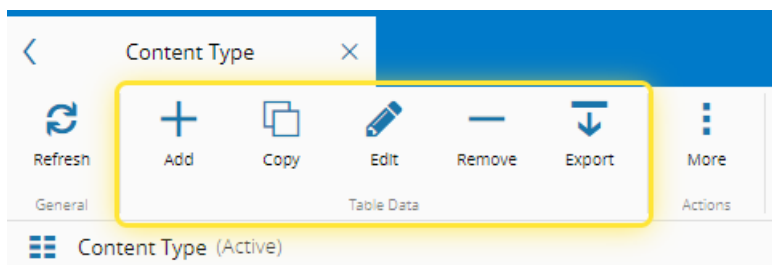 Content Type
Refresh Add Copy Edit Remove Export More
General Table Data Actions
Content Type (Active)